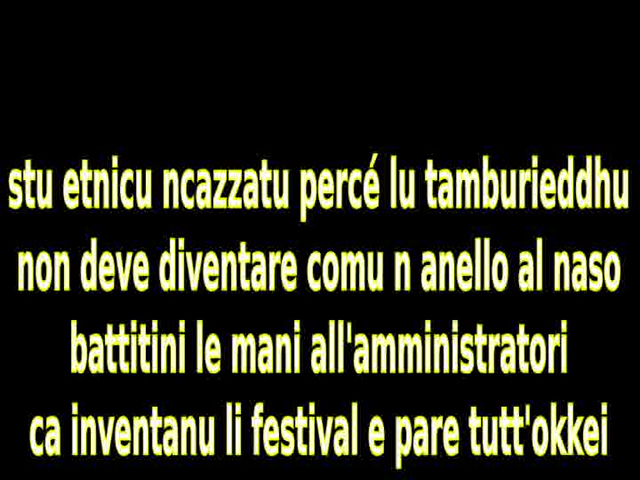 stu etnicu ncazzatu percé lu tamburieddhu
non deve diventare comu n anello al naso
battitini le mani all'amministratori
ca inventanu li festival e pare tutt'okkei